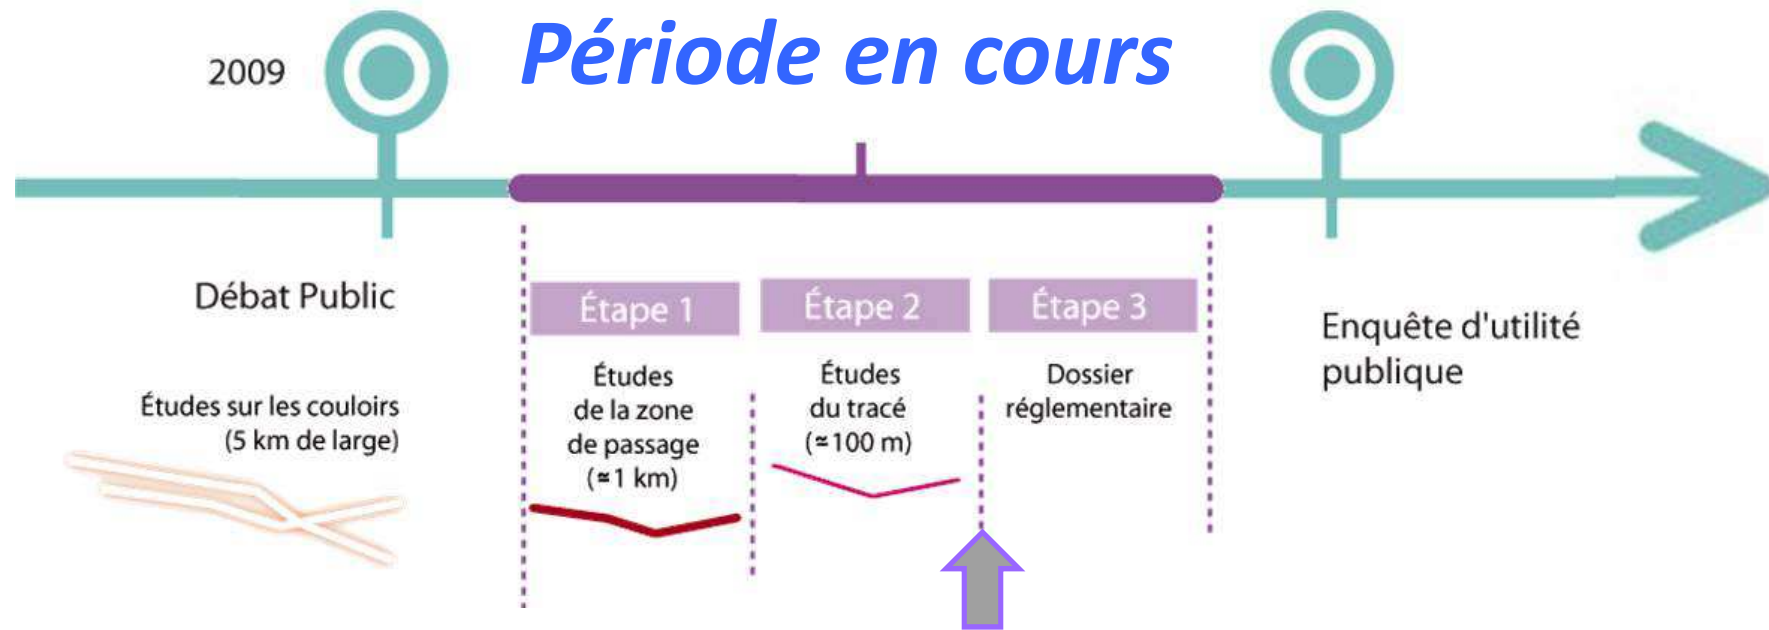 2009
Période en cours
Débat Public
Études sur les couloirs
(5 km de large)
Étape 1
Études
de la zone
de passage
(≃1 km)
Étape 2
Études
du tracé
(≃100 m)
Étape 3
Dossier
réglementaire
Enquête d'utilité
publique